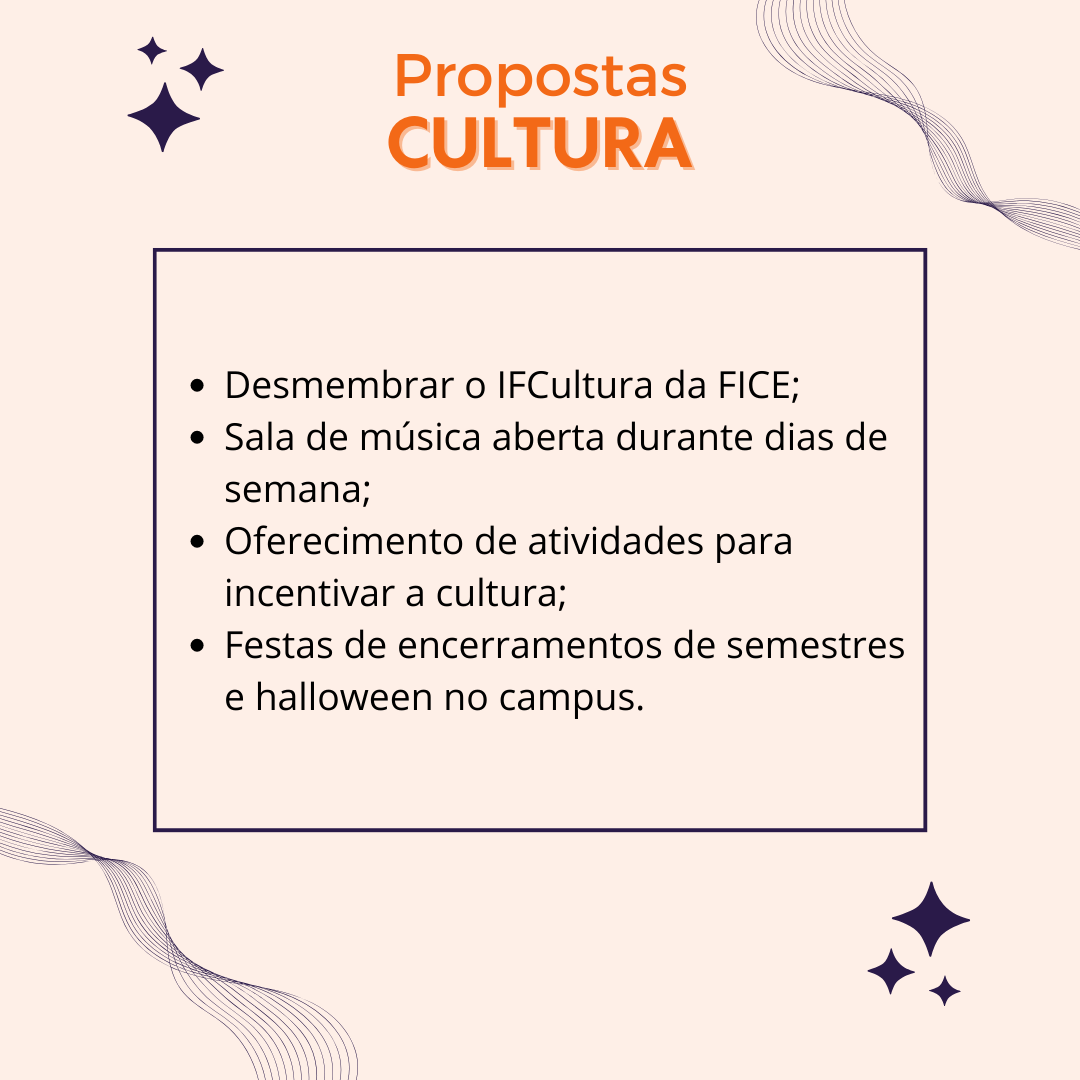 Propostas
CULTURA
• Desmembrar o IFCultura da FICE;
• Sala de música aberta durante dias de
semana;
• Oferecimento de atividades para
incentivar a cultura;
• Festas de encerramentos de semestres
e halloween no campus.